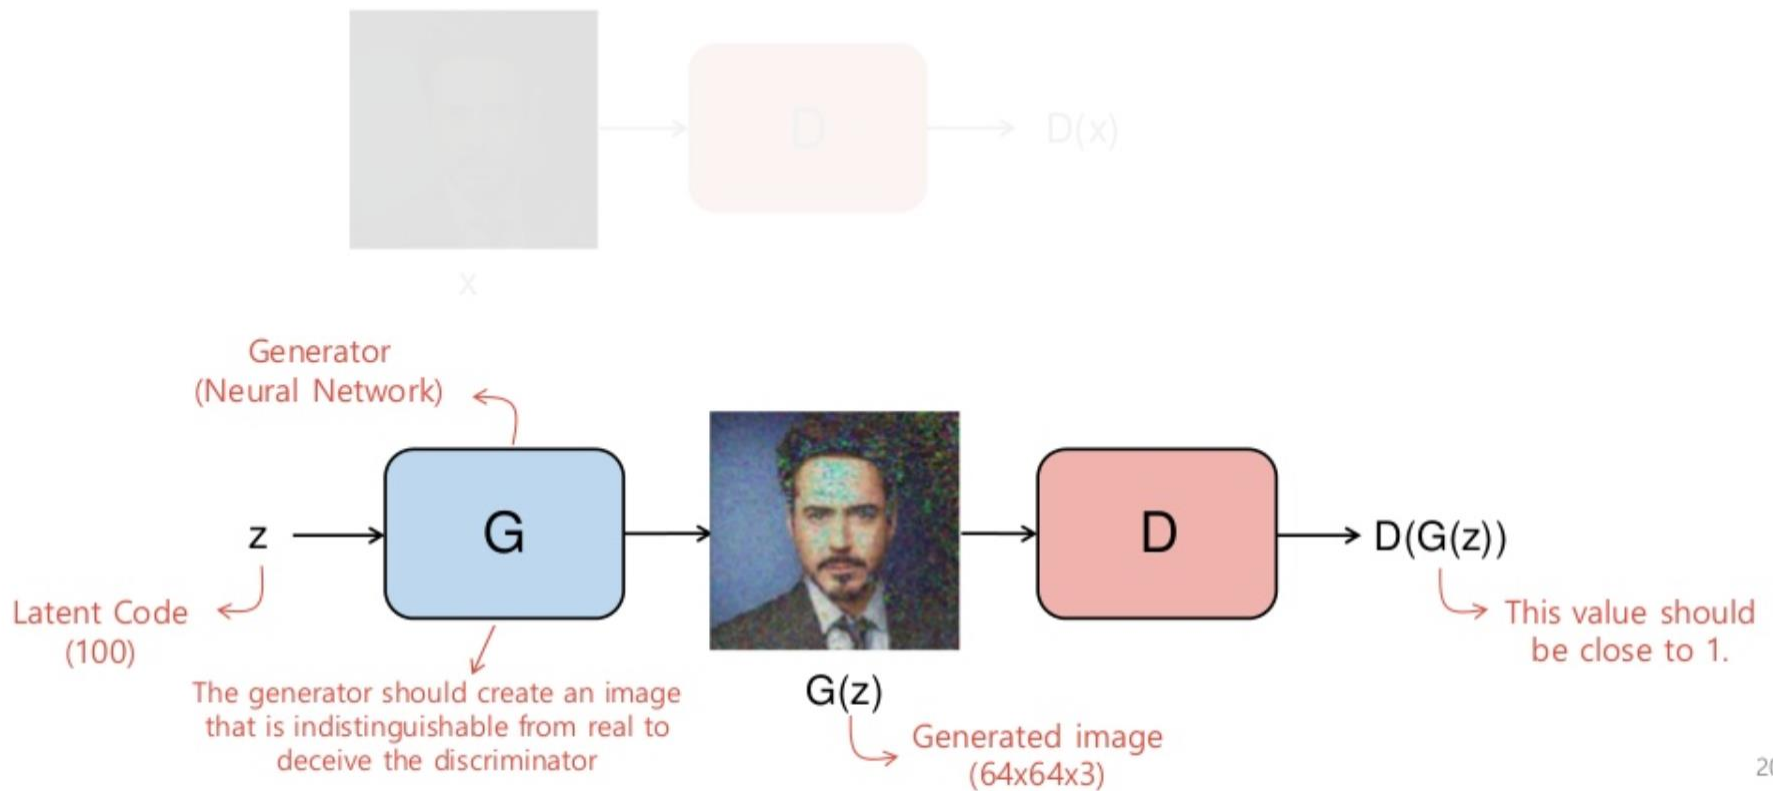 D
D(x)
x
Generator
(Neural Network)
z
G
D
D(G(z))
Latent Code
(100)
This value should
be close to 1.
The generator should create an image
that is indistinguishable from real to
deceive the discriminator
G(z)
Generated image
(64x64x3)